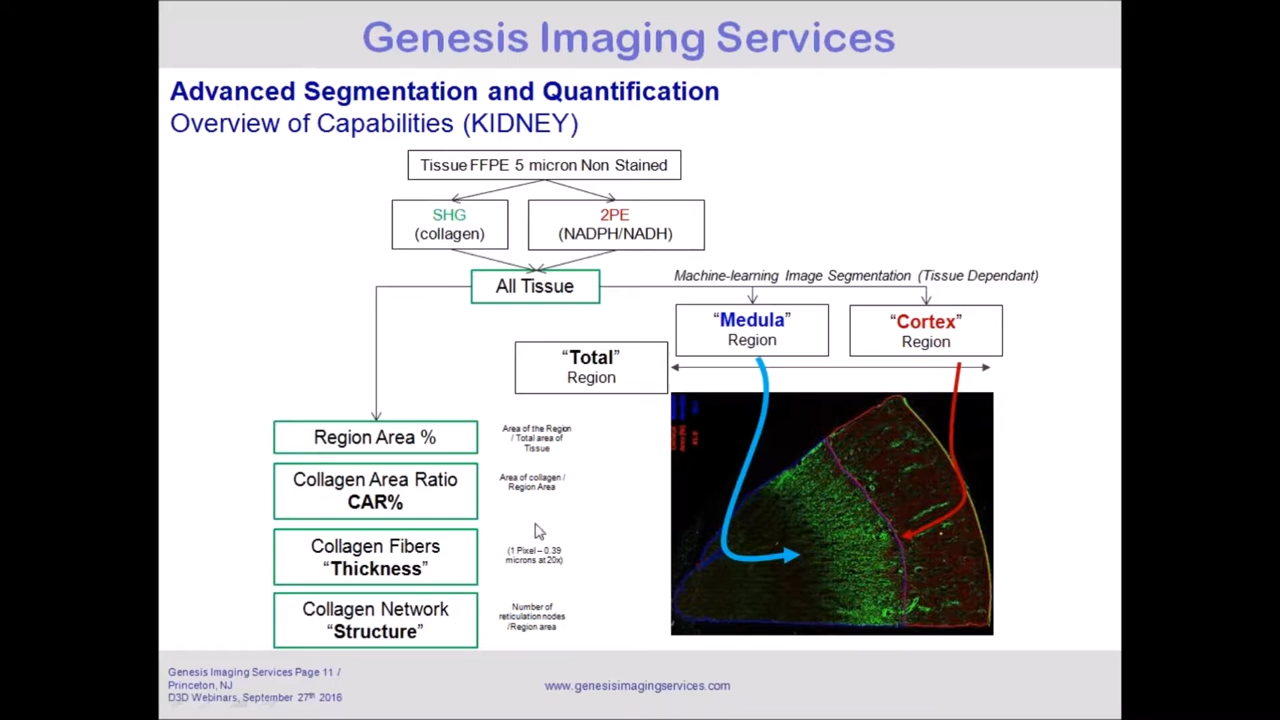 Genesis Imaging Services
Advanced Segmentation and Quantification
Overview of Capabilities (KIDNEY)
Tissue FFPE 5 micron Non Stained
SHG
(collagen)
2PE
(NADPH/NADH)
All Tissue
Machine-learning Image Segmentation (Tissue Dependant)
"Medula"
Region
"Cortex"
Region
"Total"
Region
Region Area %
Area of the Region
/ Total area of
Tissue
Collagen Area Ratio
CAR%
Area of collagen /
Region Area
Collagen Fibers
"Thickness"
(1 Pixel – 0.39
microns at 20x)
Collagen Network
"Structure"
Number of
reticulation nodes
/Region area
Genesis Imaging Services Page 11 /
Princeton, NJ
D3D Webinars, September 27th 2016
www.genesisimagingservices.com